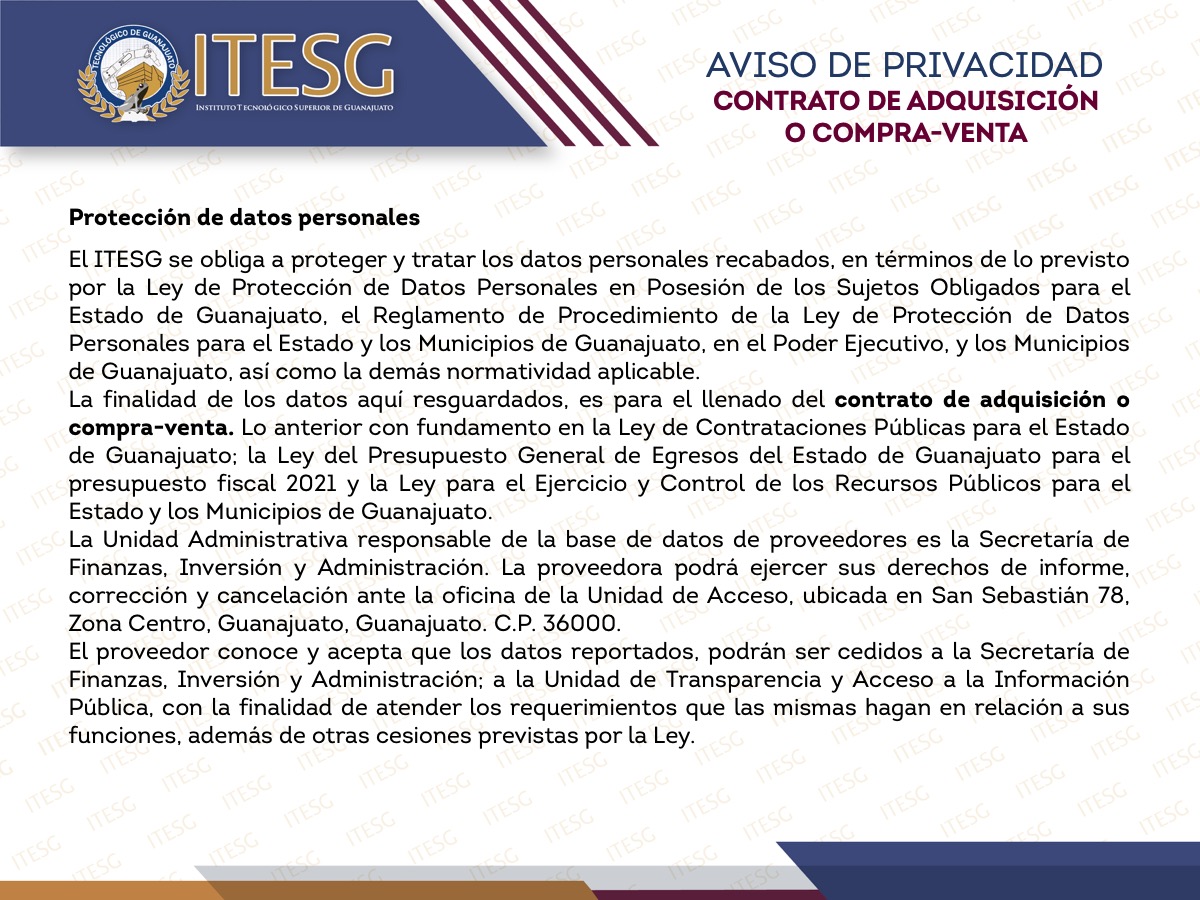 TECNOLÓGICO DE GUANAJUATO
ITESG
INSTITUTO TECNOLÓGICO SUPERIOR DE GUANAJUATO
AVISO DE PRIVACIDAD
CONTRATO DE ADQUISICIÓN
O COMPRA-VENTA
Protección de datos personales
El ITESG se obliga a proteger y tratar los datos personales recabados, en términos de lo previsto
por la Ley de Protección de Datos Personales en Posesión de los Sujetos Obligados para el
Estado de Guanajuato, el Reglamento de Procedimiento de la Ley de Protección de Datos
Personales para el Estado y los Municipios de Guanajuato, en el Poder Ejecutivo, y los Municipios
de Guanajuato, así como la demás normatividad aplicable.
La finalidad de los datos aquí resguardados, es para el llenado del contrato de adquisición o
compra-venta. Lo anterior con fundamento en la Ley de Contrataciones Públicas para el Estado
de Guanajuato; la Ley del Presupuesto General de Egresos del Estado de Guanajuato para el
presupuesto fiscal 2021 y la Ley para el Ejercicio y Control de los Recursos Públicos para el
Estado y los Municipios de Guanajuato.
La Unidad Administrativa responsable de la base de datos de proveedores es la Secretaría de
Finanzas, Inversión y Administración. La proveedora podrá ejercer sus derechos de informe,
corrección y cancelación ante la oficina de la Unidad de Acceso, ubicada en San Sebastián 78,
Zona Centro, Guanajuato, Guanajuato. C.P. 36000.
El proveedor conoce y acepta que los datos reportados, podrán ser cedidos a la Secretaría de
Finanzas, Inversión y Administración; a la Unidad de Transparencia y Acceso a la Información
Pública, con la finalidad de atender los requerimientos que las mismas hagan en relación a sus
funciones, además de otras cesiones previstas por la Ley.